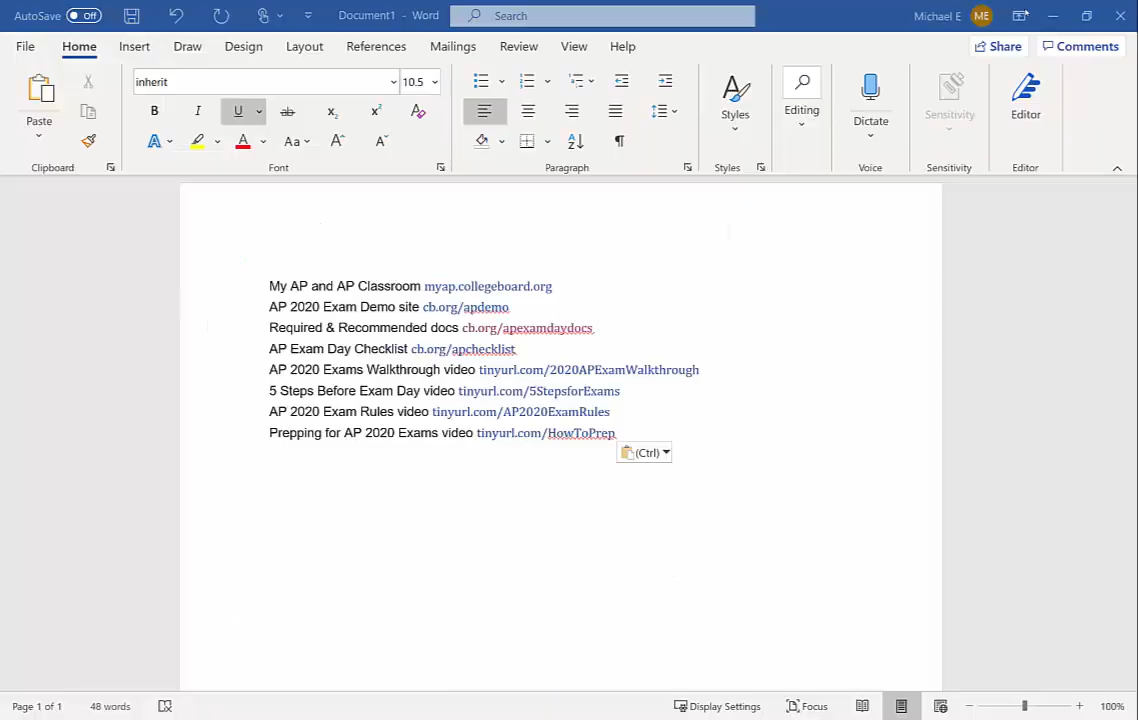 AutoSave Off Document1 - Word Search Michael E ME
File Home Insert Draw Design Layout References Mailings Review View Help Share Comments
inherit 10.5
Paste Styles Editing Dictate Sensitivity Editor
B I U ab x₂ x² A
A A Aa A A
Clipboard Font Paragraph Styles Voice Sensitivity Editor
My AP and AP Classroom myap.collegeboard.org
AP 2020 Exam Demo site cb.org/apdemo
Required & Recommended docs cb.org/apexamdaydocs
AP Exam Day Checklist cb.org/apchecklist
AP 2020 Exams Walkthrough video tinyurl.com/2020APExamWalkthrough
5 Steps Before Exam Day video tinyurl.com/5StepsforExams
AP 2020 Exam Rules video tinyurl.com/AP2020ExamRules
Prepping for AP 2020 Exams video tinyurl.com/HowToPrep
(Ctrl)
Page 1 of 1 48 words Display Settings Focus 100%